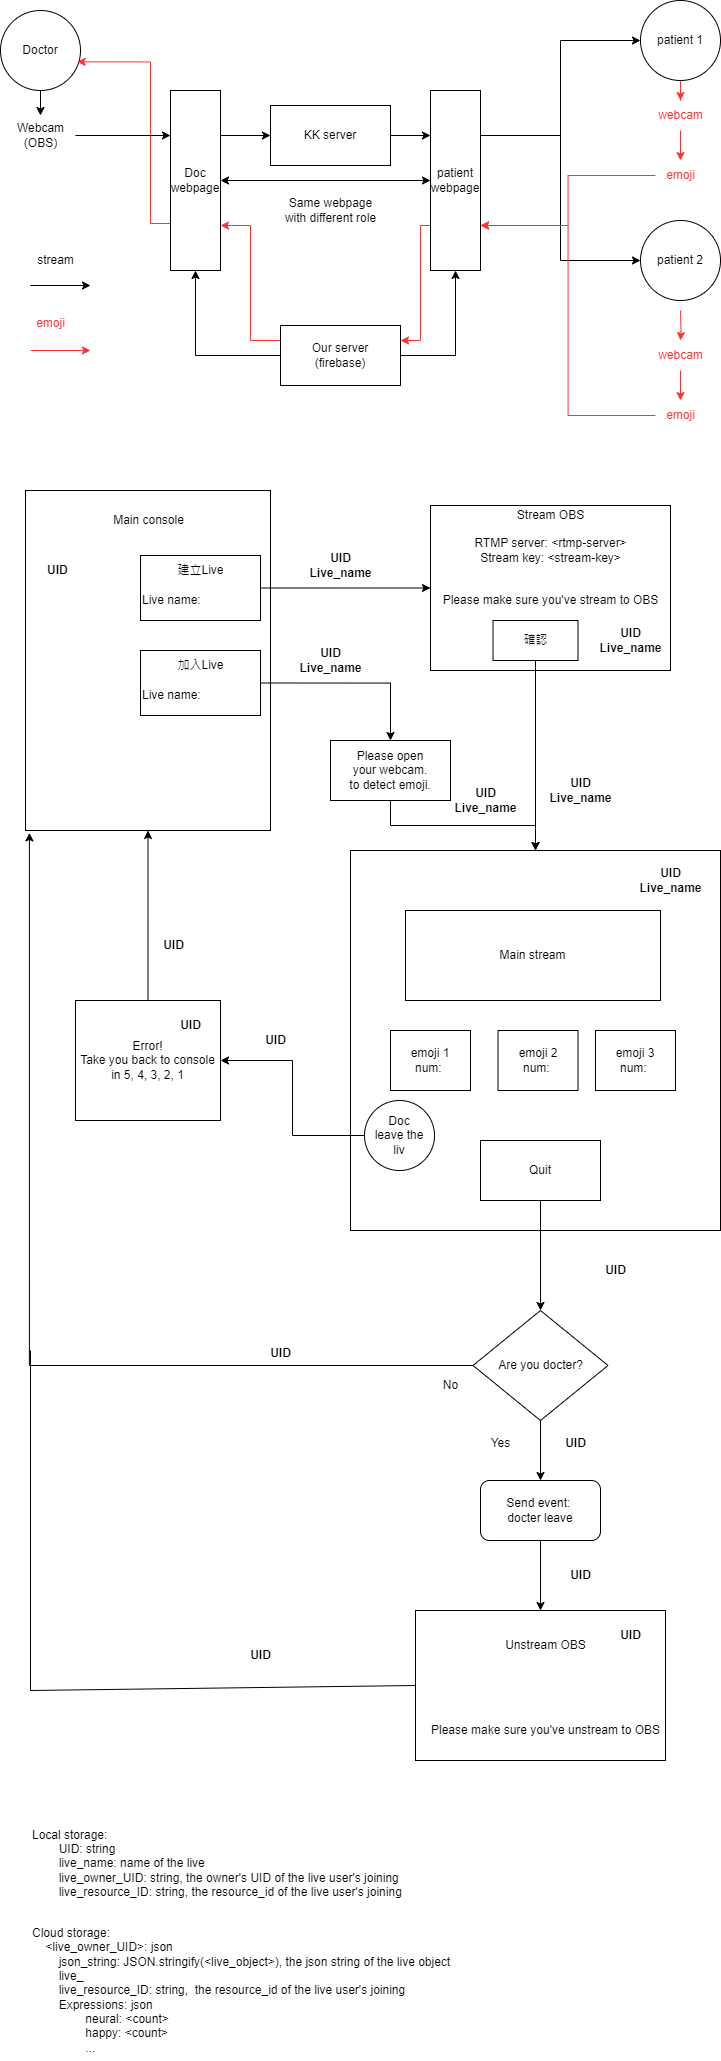 Doctor
patient 1
Webcam
(OBS)
KK server
webcam
Doc
webpage
patient
webpage
emoji
Same webpage
with different role
stream
patient 2
emoji
Our server
(firebase)
webcam
emoji
Main console
Stream OBS
RTMP server: <rtmp-server>
Stream key: <stream-key>
UID
建立Live
Live name:
UID
Live_name
Please make sure you've stream to OBS
確認
UID
Live_name
加入Live
Live name:
UID
Live_name
Please open
your webcam.
to detect emoji.
UID
Live_name
UID
Live_name
UID
Live_name
Main stream
UID
UID
Error!
Take you back to console
in 5, 4, 3, 2, 1
UID
emoji 1
num:
emoji 2
num:
emoji 3
num:
Doc
leave the
liv
Quit
UID
UID
Are you docter?
No
Yes
UID
Send event:
docter leave
UID
UID
Unstream OBS
UID
Please make sure you've unstream to OBS
Local storage:
UID: string
live_name: name of the live
live_owner_UID: string, the owner's UID of the live user's joining
live_resource_ID: string, the resource_id of the live user's joining
Cloud storage:
<live_owner_UID>: json
json_string: JSON.stringify(<live_object>), the json string of the live object
live_
live_resource_ID: string,  the resource_id of the live user's joining
Expressions: json
neural: <count>
happy: <count>
...